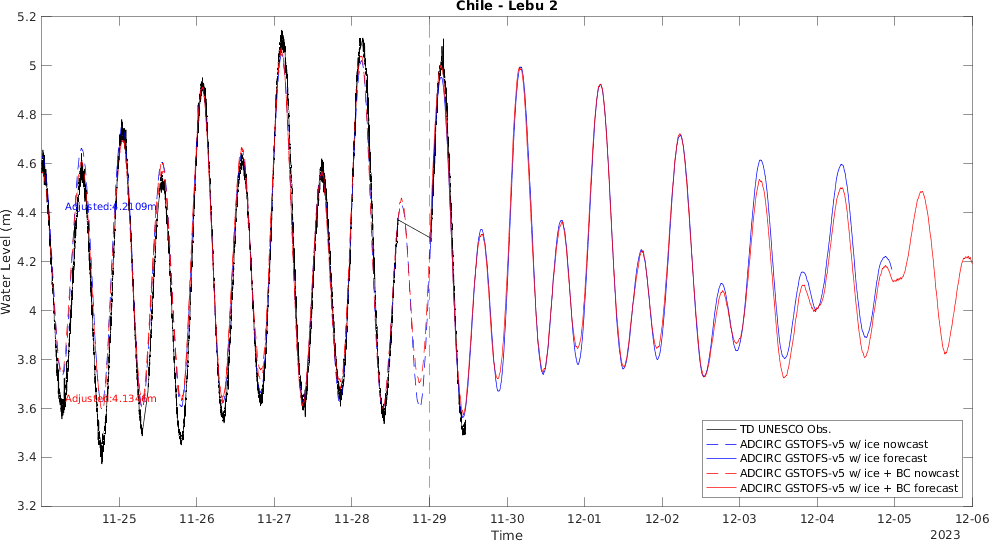 Chile - Lebu 2
5.2
5
4.8
4.6
4.4
4.2
4
3.8
3.6
3.4
3.2
Water Level (m)
Adjusted:4.2109m
Adjusted:4.1346m
TD UNESCO Obs.
ADCIRC GSTOFS-v5 w/ ice nowcast
ADCIRC GSTOFS-v5 w/ ice forecast
ADCIRC GSTOFS-v5 w/ ice + BC nowcast
ADCIRC GSTOFS-v5 w/ ice + BC forecast
11-25 11-26 11-27 11-28 11-29 11-30 12-01 12-02 12-03 12-04 12-05 12-06
Time
2023